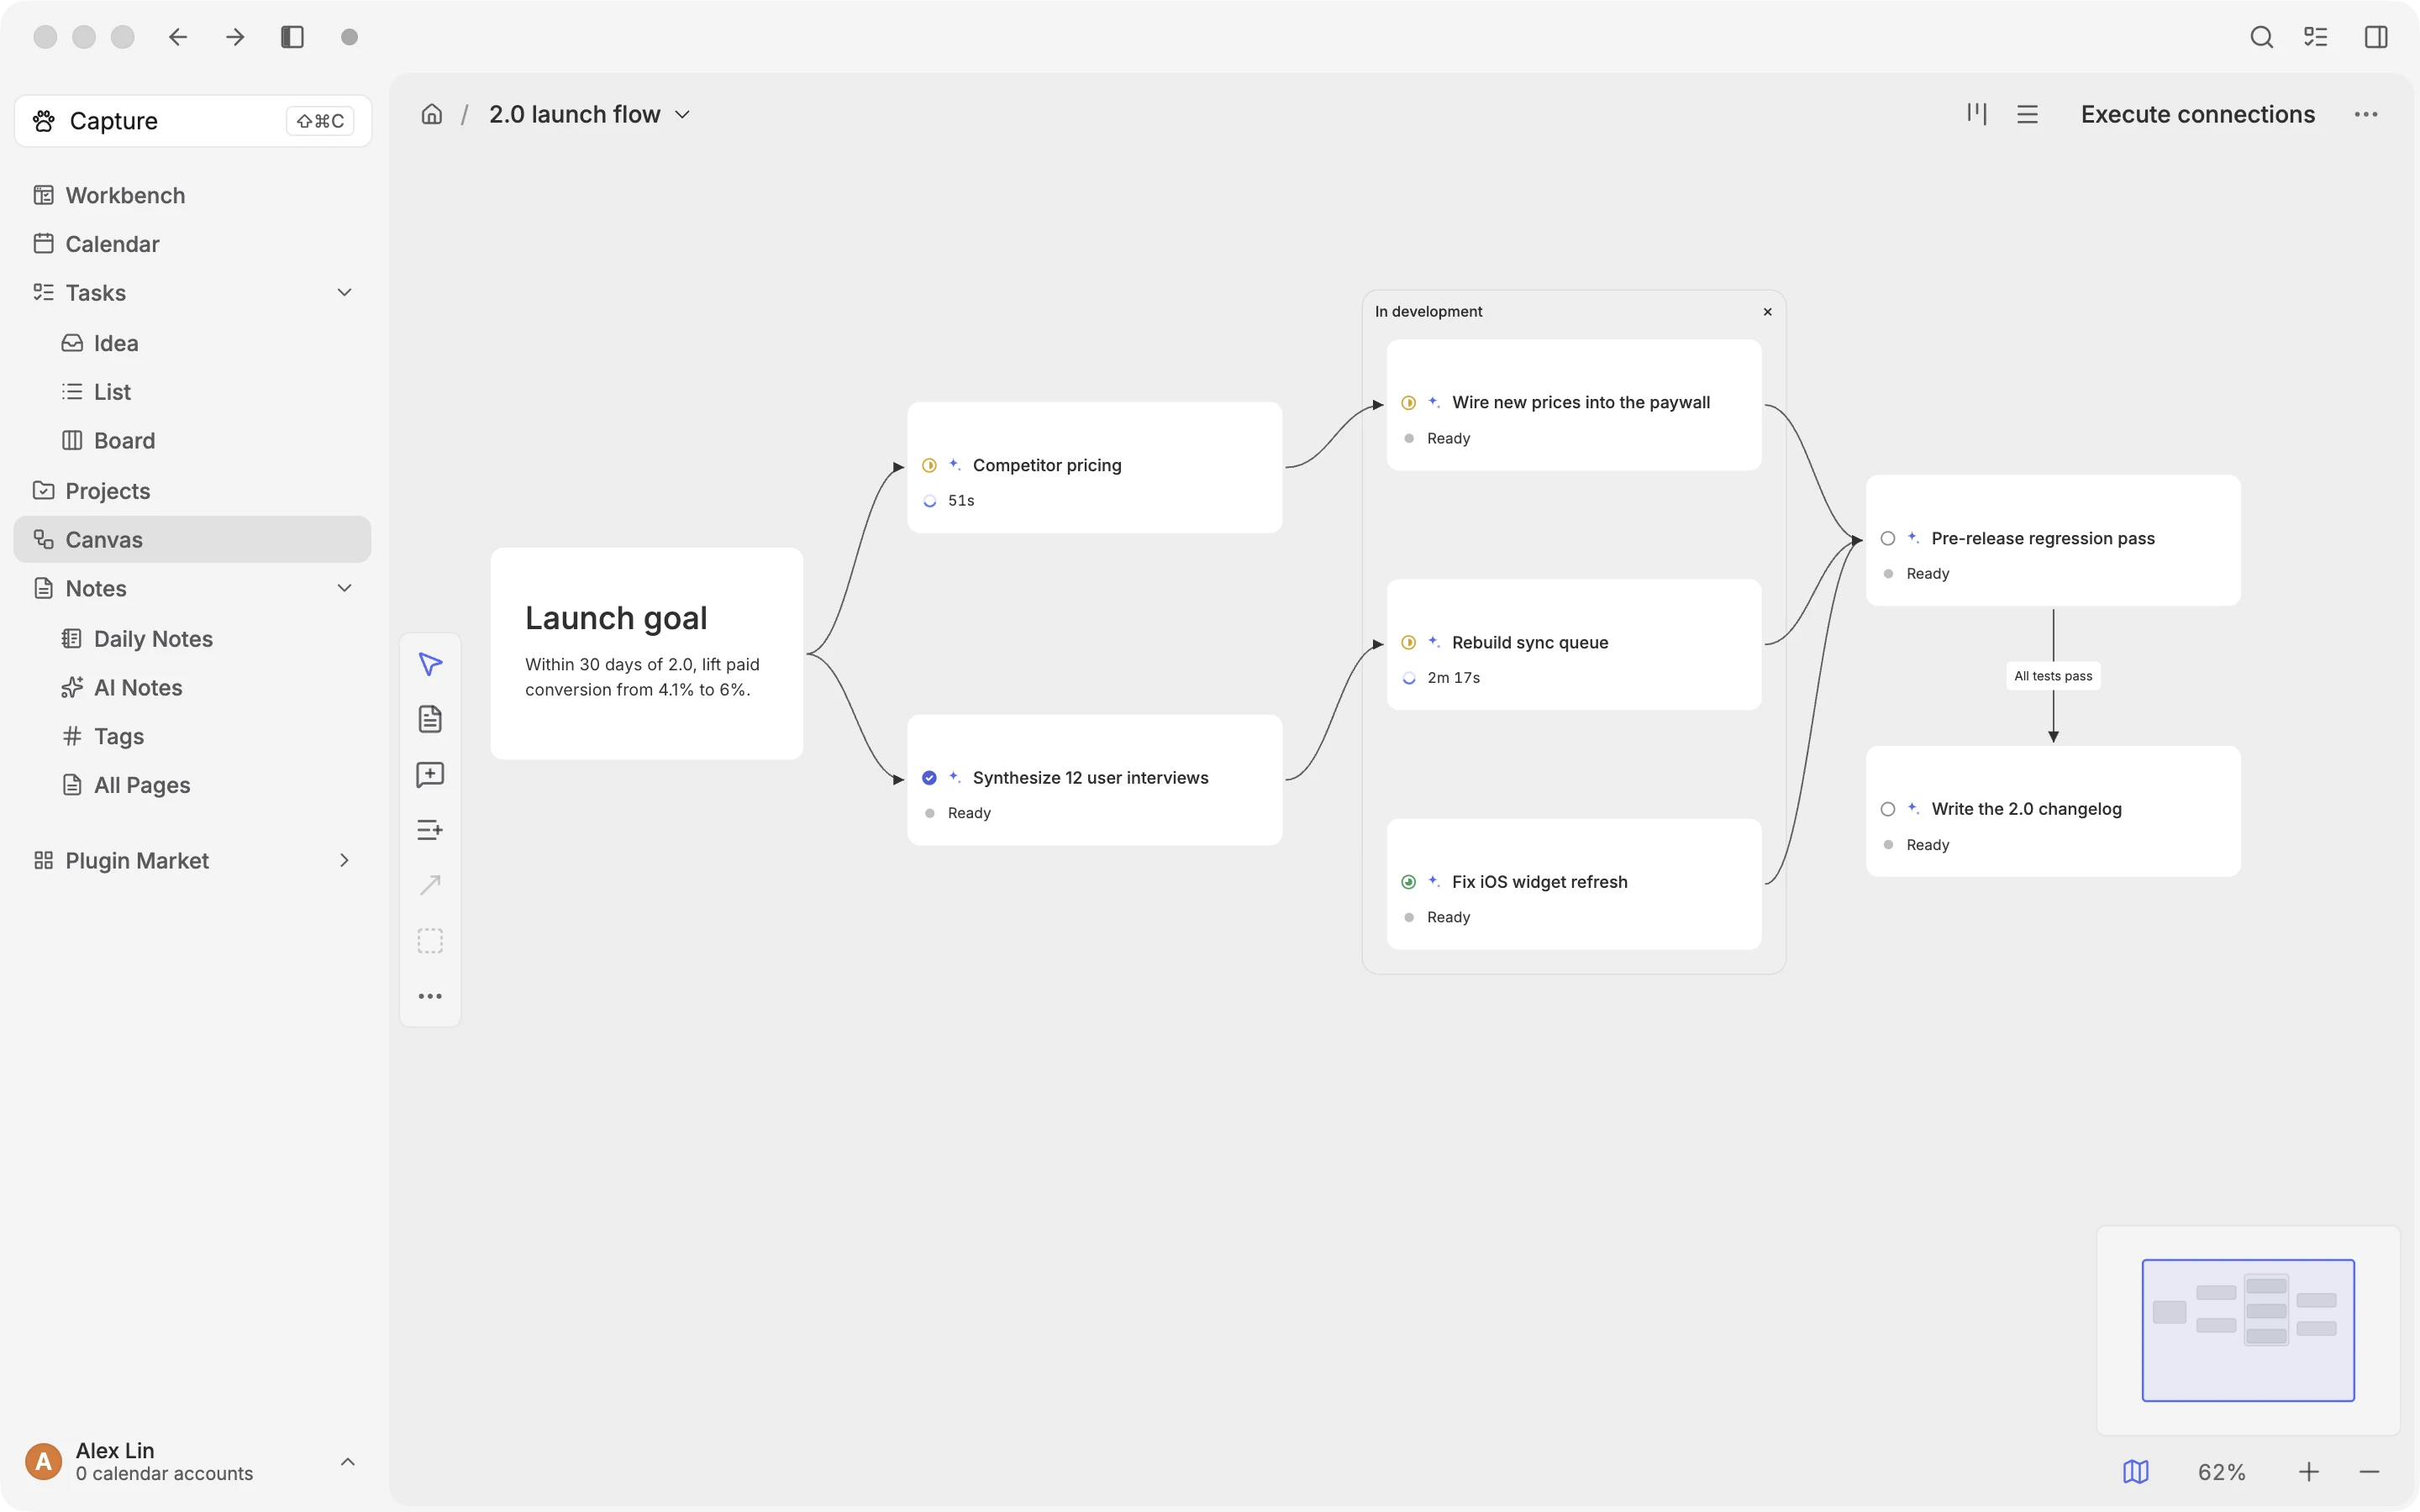 Capture
⇧⌘C
Workbench
Calendar
Tasks
Idea
List
Board
Projects
Canvas
Notes
Daily Notes
AI Notes
Tags
All Pages
Plugin Market
A
Alex Lin
0 calendar accounts
/ 2.0 launch flow
Execute connections
Launch goal
Within 30 days of 2.0, lift paid
conversion from 4.1% to 6%.
Competitor pricing
51s
Synthesize 12 user interviews
Ready
In development
Wire new prices into the paywall
Ready
Rebuild sync queue
2m 17s
Fix iOS widget refresh
Ready
Pre-release regression pass
Ready
All tests pass
Write the 2.0 changelog
Ready
62%